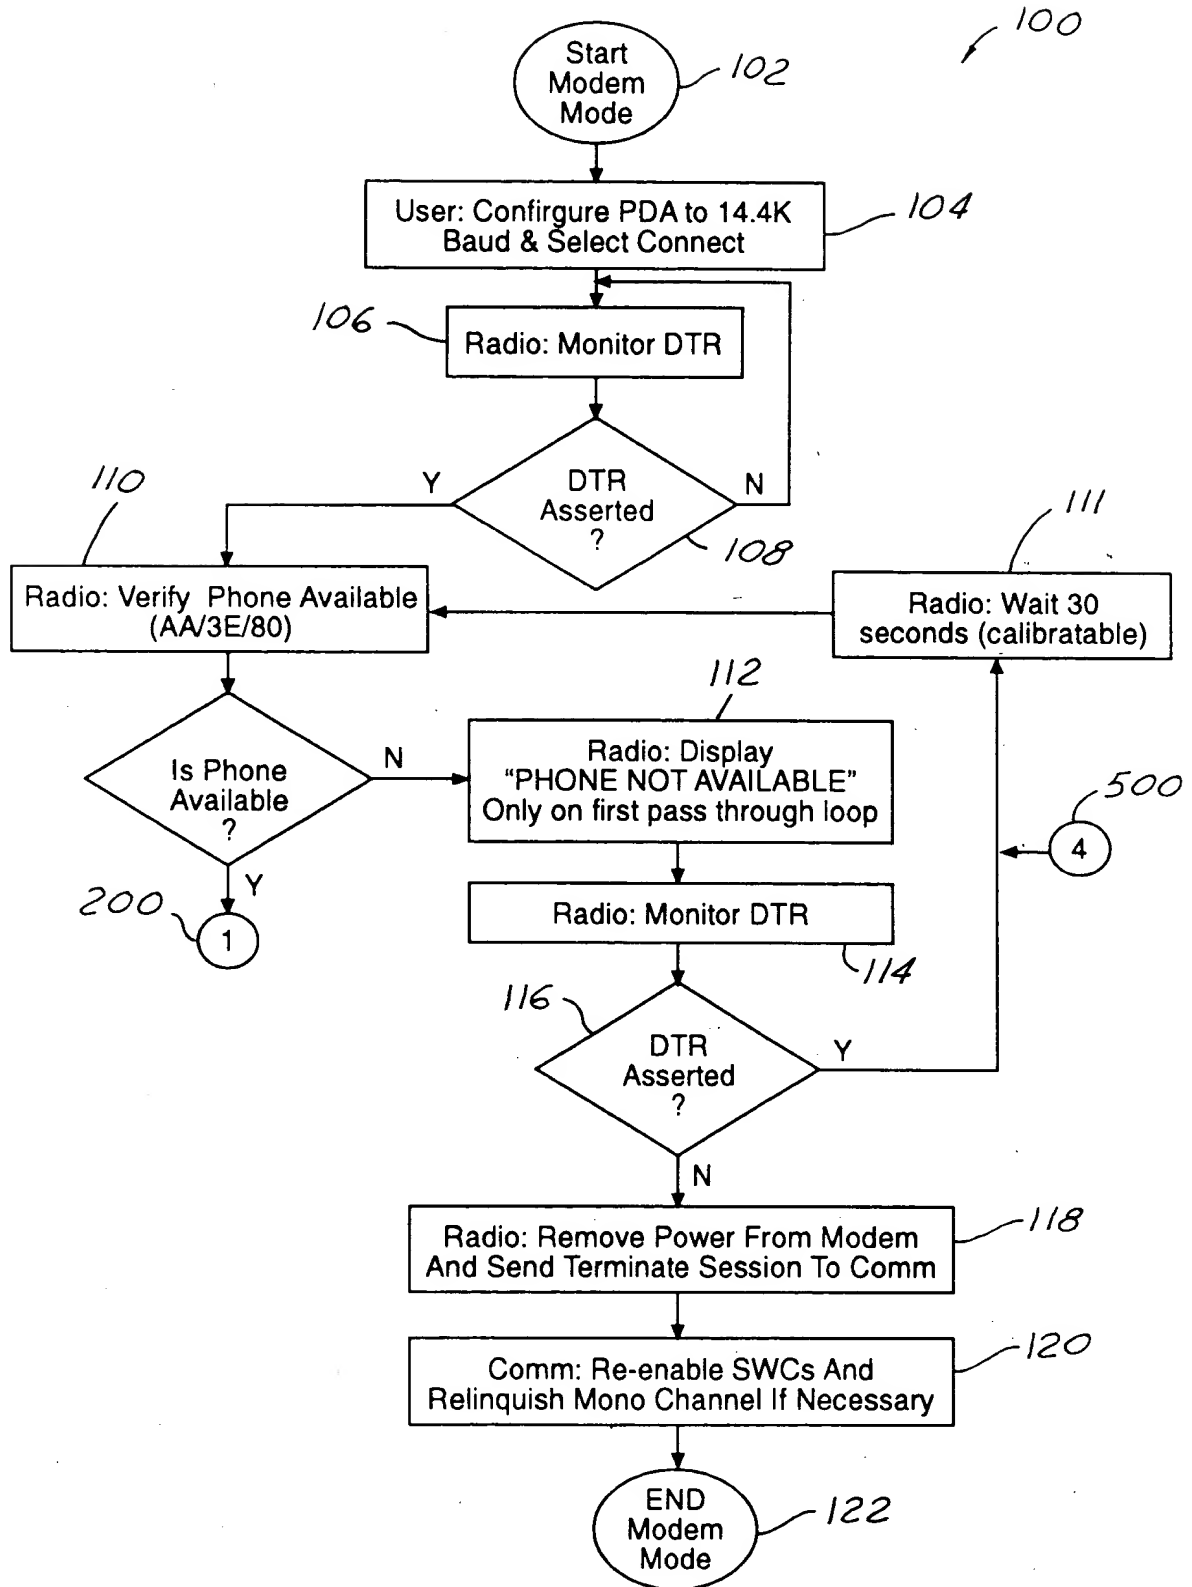 100
Start
Modem
Mode
102
User: Confirgure PDA to 14.4K
Baud & Select Connect
104
106
Radio: Monitor DTR
DTR
Asserted
?
Y
N
108
110
Radio: Verify Phone Available
(AA/3E/80)
111
Radio: Wait 30
seconds (calibratable)
Is Phone
Available
?
N
Y
112
Radio: Display
“PHONE NOT AVAILABLE”
Only on first pass through loop
500
4
200
1
Radio: Monitor DTR
114
116
DTR
Asserted
?
Y
N
Radio: Remove Power From Modem
And Send Terminate Session To Comm
118
Comm: Re-enable SWCs And
Relinquish Mono Channel If Necessary
120
END
Modem
Mode
122